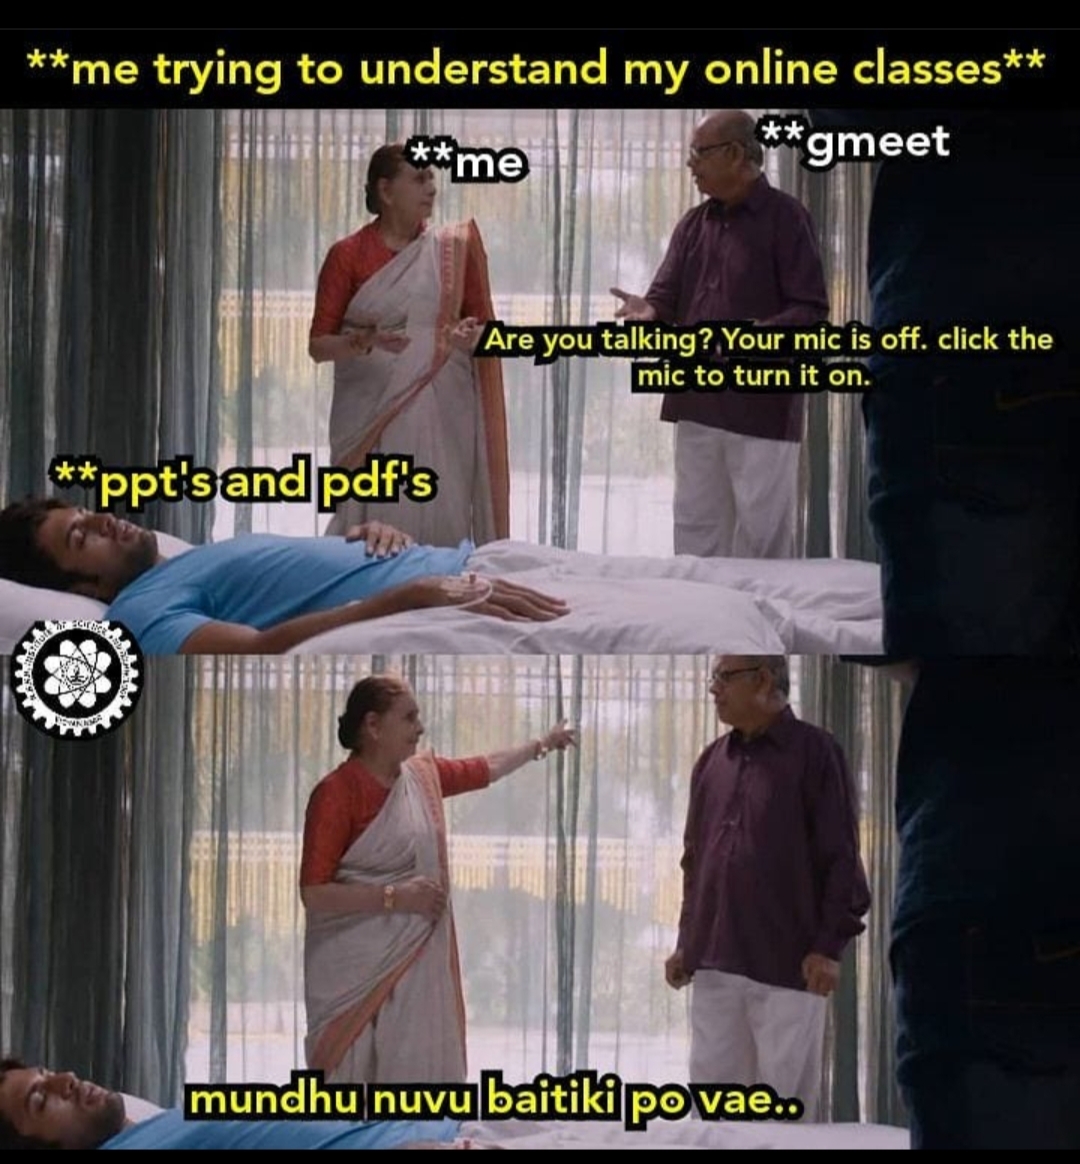 **me trying to understand my online classes**
**me
**gmeet
Are you talking? Your mic is off. click the
mic to turn it on.
**ppt's and pdf's
mundhu nuvu baitiki po vae..